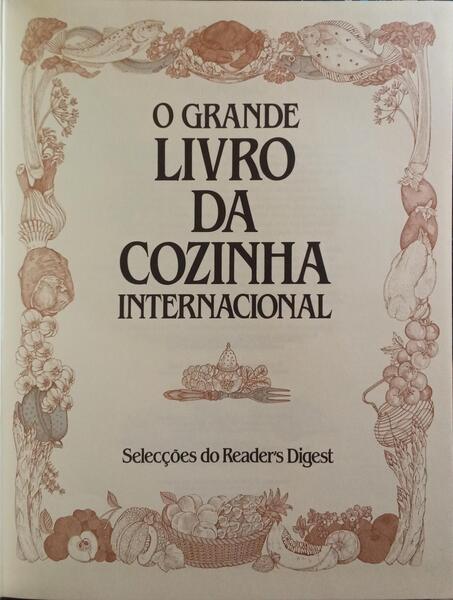 O GRANDE
LIVRO
DA
COZINHA
INTERNACIONAL
Selecções do Reader's Digest